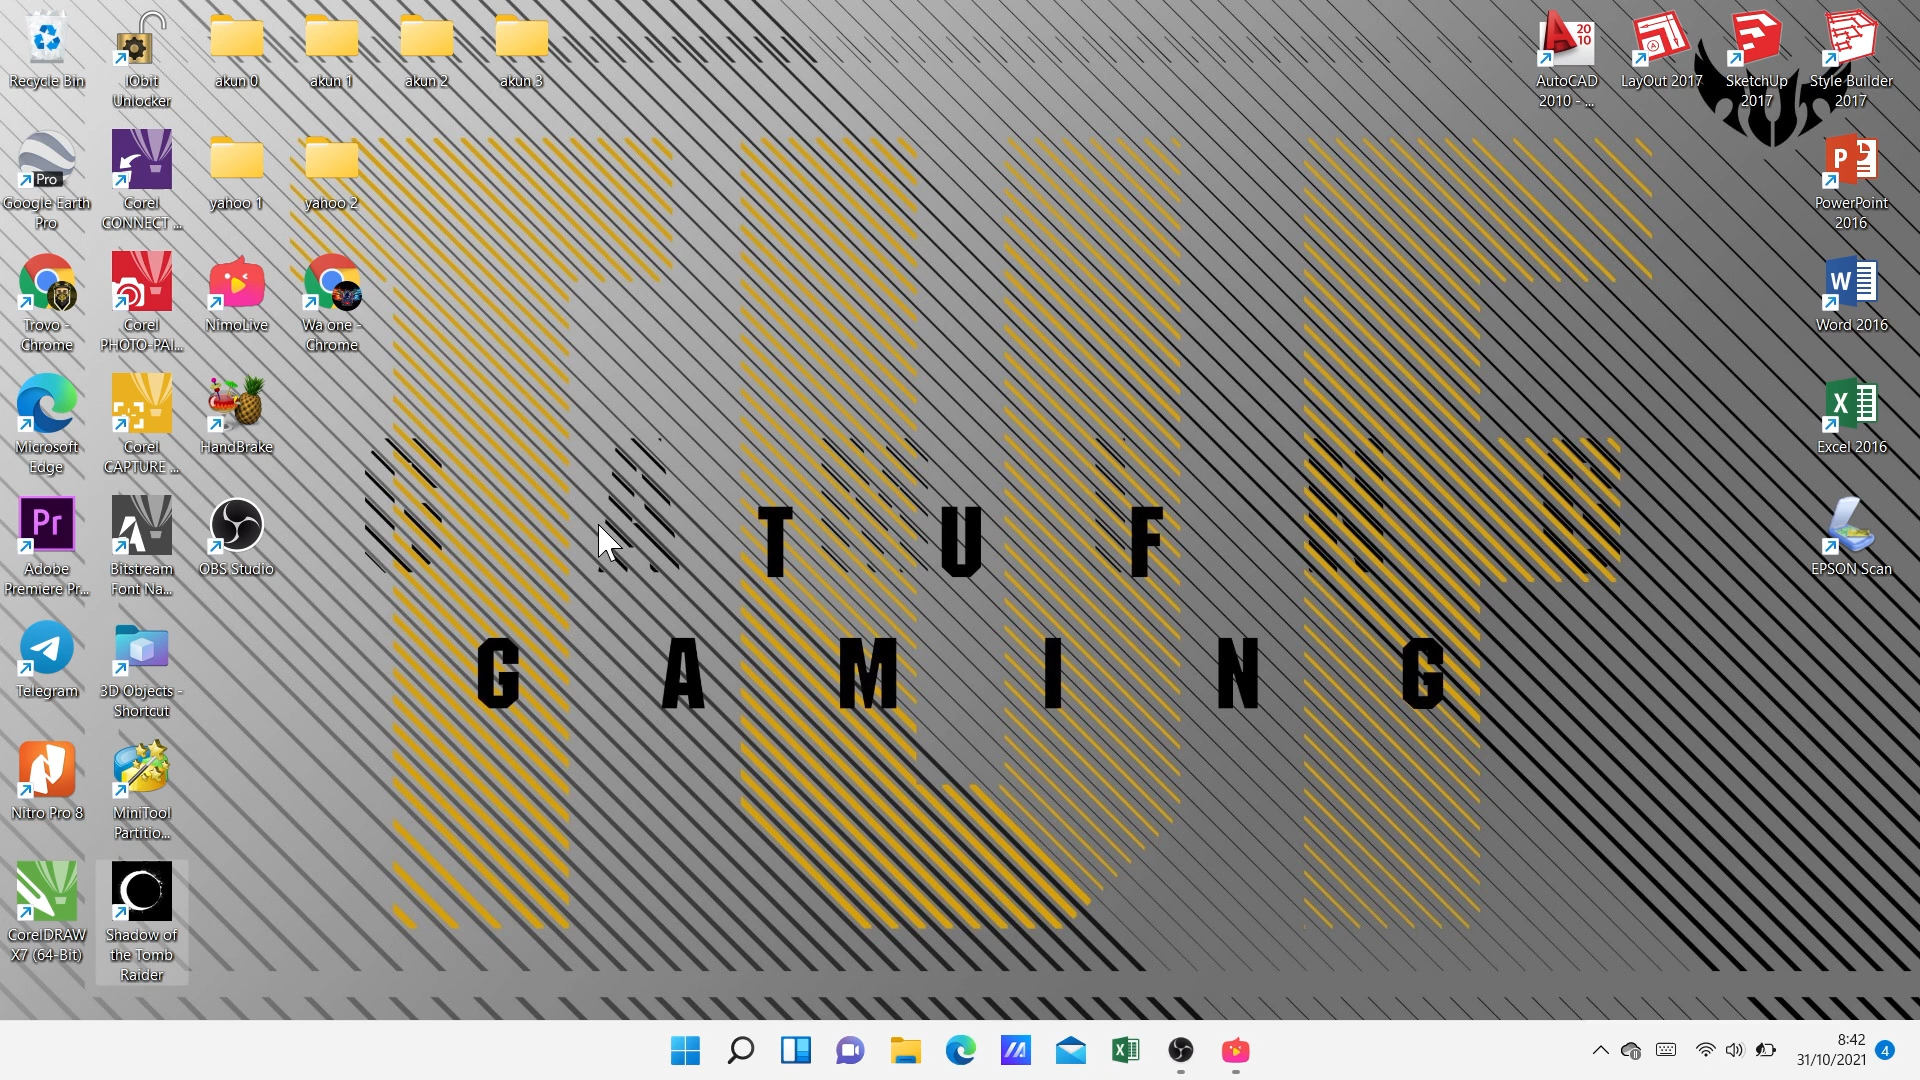 Recycle Bin
IObit
Unlocker
akun 0
akun 1
akun 2
akun 3
AutoCAD
2010 - ...
LayOut 2017
SketchUp
2017
Style Builder
2017
A 20
10
Pro
Google Earth
Pro
Corel
CONNECT ...
yahoo 1
yahoo 2
P
PowerPoint
2016
Trovo -
Chrome
Corel
PHOTO-PAI...
NimoLive
Wa one -
Chrome
W
Word 2016
Microsoft
Edge
Corel
CAPTURE ...
HandBrake
X
Excel 2016
Pr
Adobe
Premiere Pr...
Bitstream
Font Na...
OBS Studio
EPSON Scan
TUF
GAMING
Telegram
3D Objects -
Shortcut
Nitro Pro 8
MiniTool
Partitio...
CorelDRAW
X7 (64-Bit)
Shadow of
the Tomb
Raider
8:42
31/10/2021
4